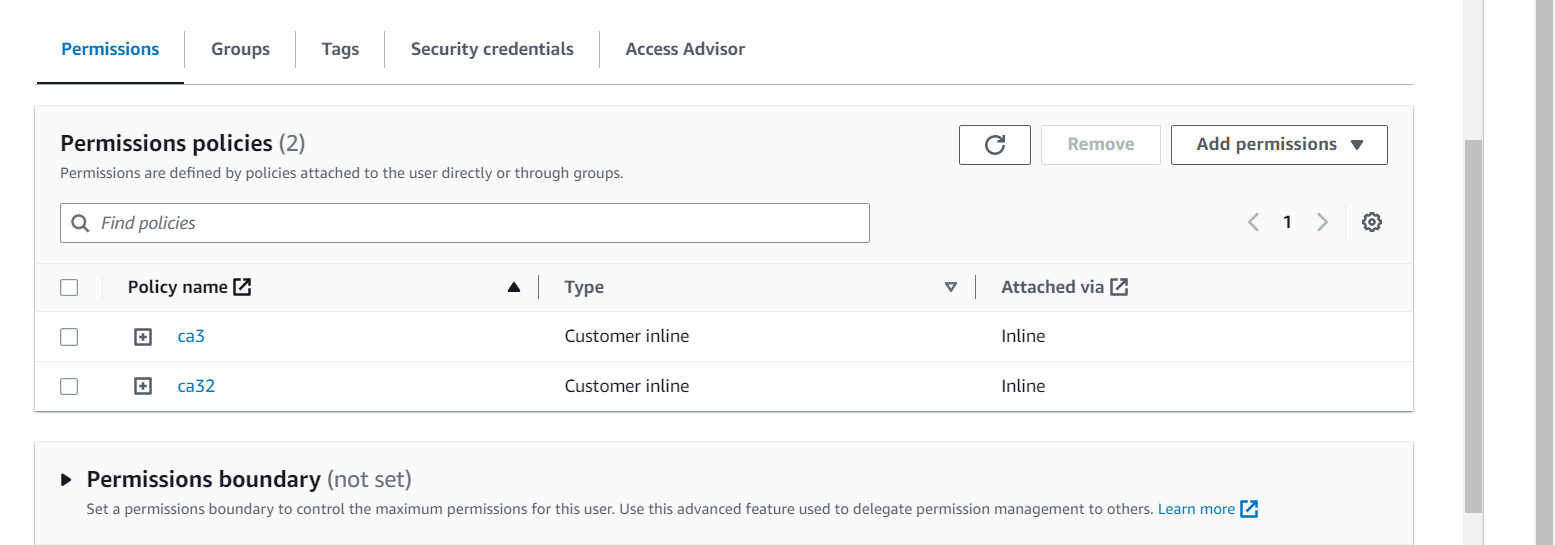 Permissions Groups Tags Security credentials Access Advisor
Permissions policies (2)
Remove
Add permissions
Permissions are defined by policies attached to the user directly or through groups.
Find policies
1
Policy name Type Attached via
ca3 Customer inline Inline
ca32 Customer inline Inline
Permissions boundary (not set)
Set a permissions boundary to control the maximum permissions for this user. Use this advanced feature used to delegate permission management to others. Learn more